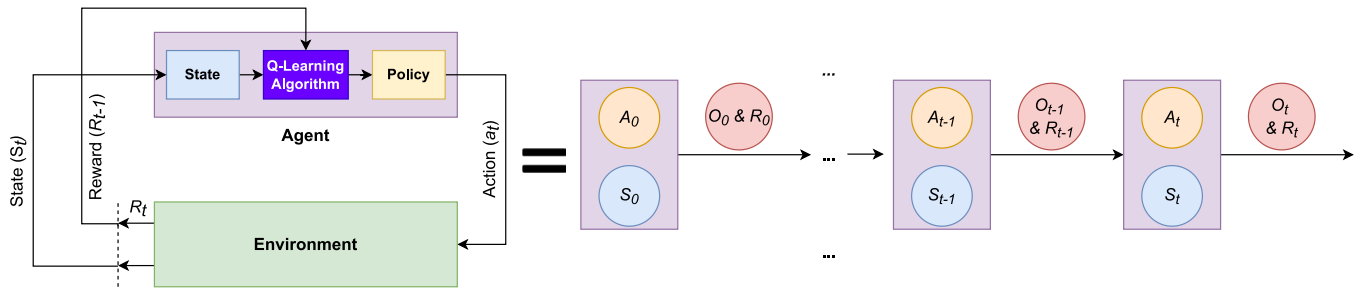 State (St)
Reward (Rt-1)
State
Q-Learning
Algorithm
Policy
Agent
Action (at)
Rt
Environment
=
A0
S0
O0 & R0
...
...
...
At-1
St-1
Ot-1
& Rt-1
At
St
Ot
& Rt